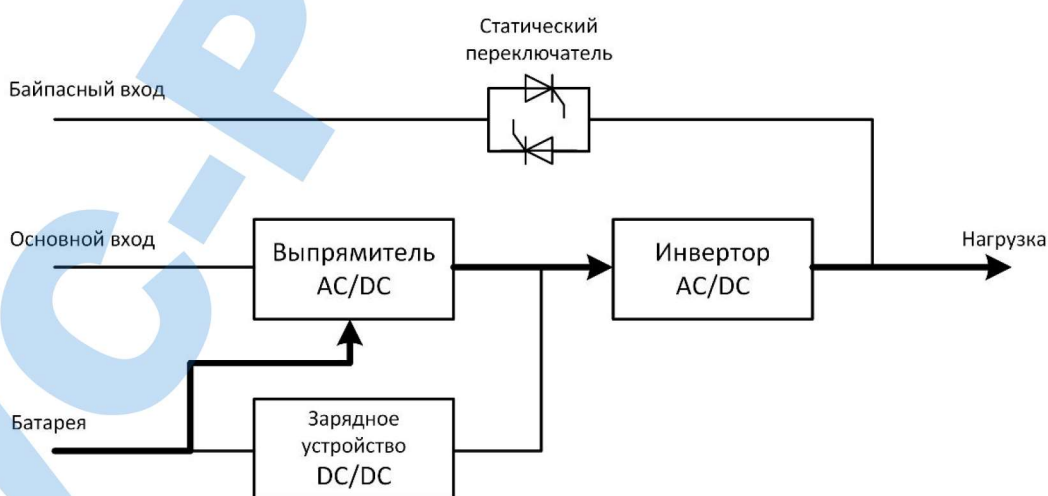 Статический
переключатель
Байпасный вход
Основной вход
Выпрямитель
AC/DC
Инвертор
AC/DC
Нагрузка
Батарея
Зарядное
устройство
DC/DC